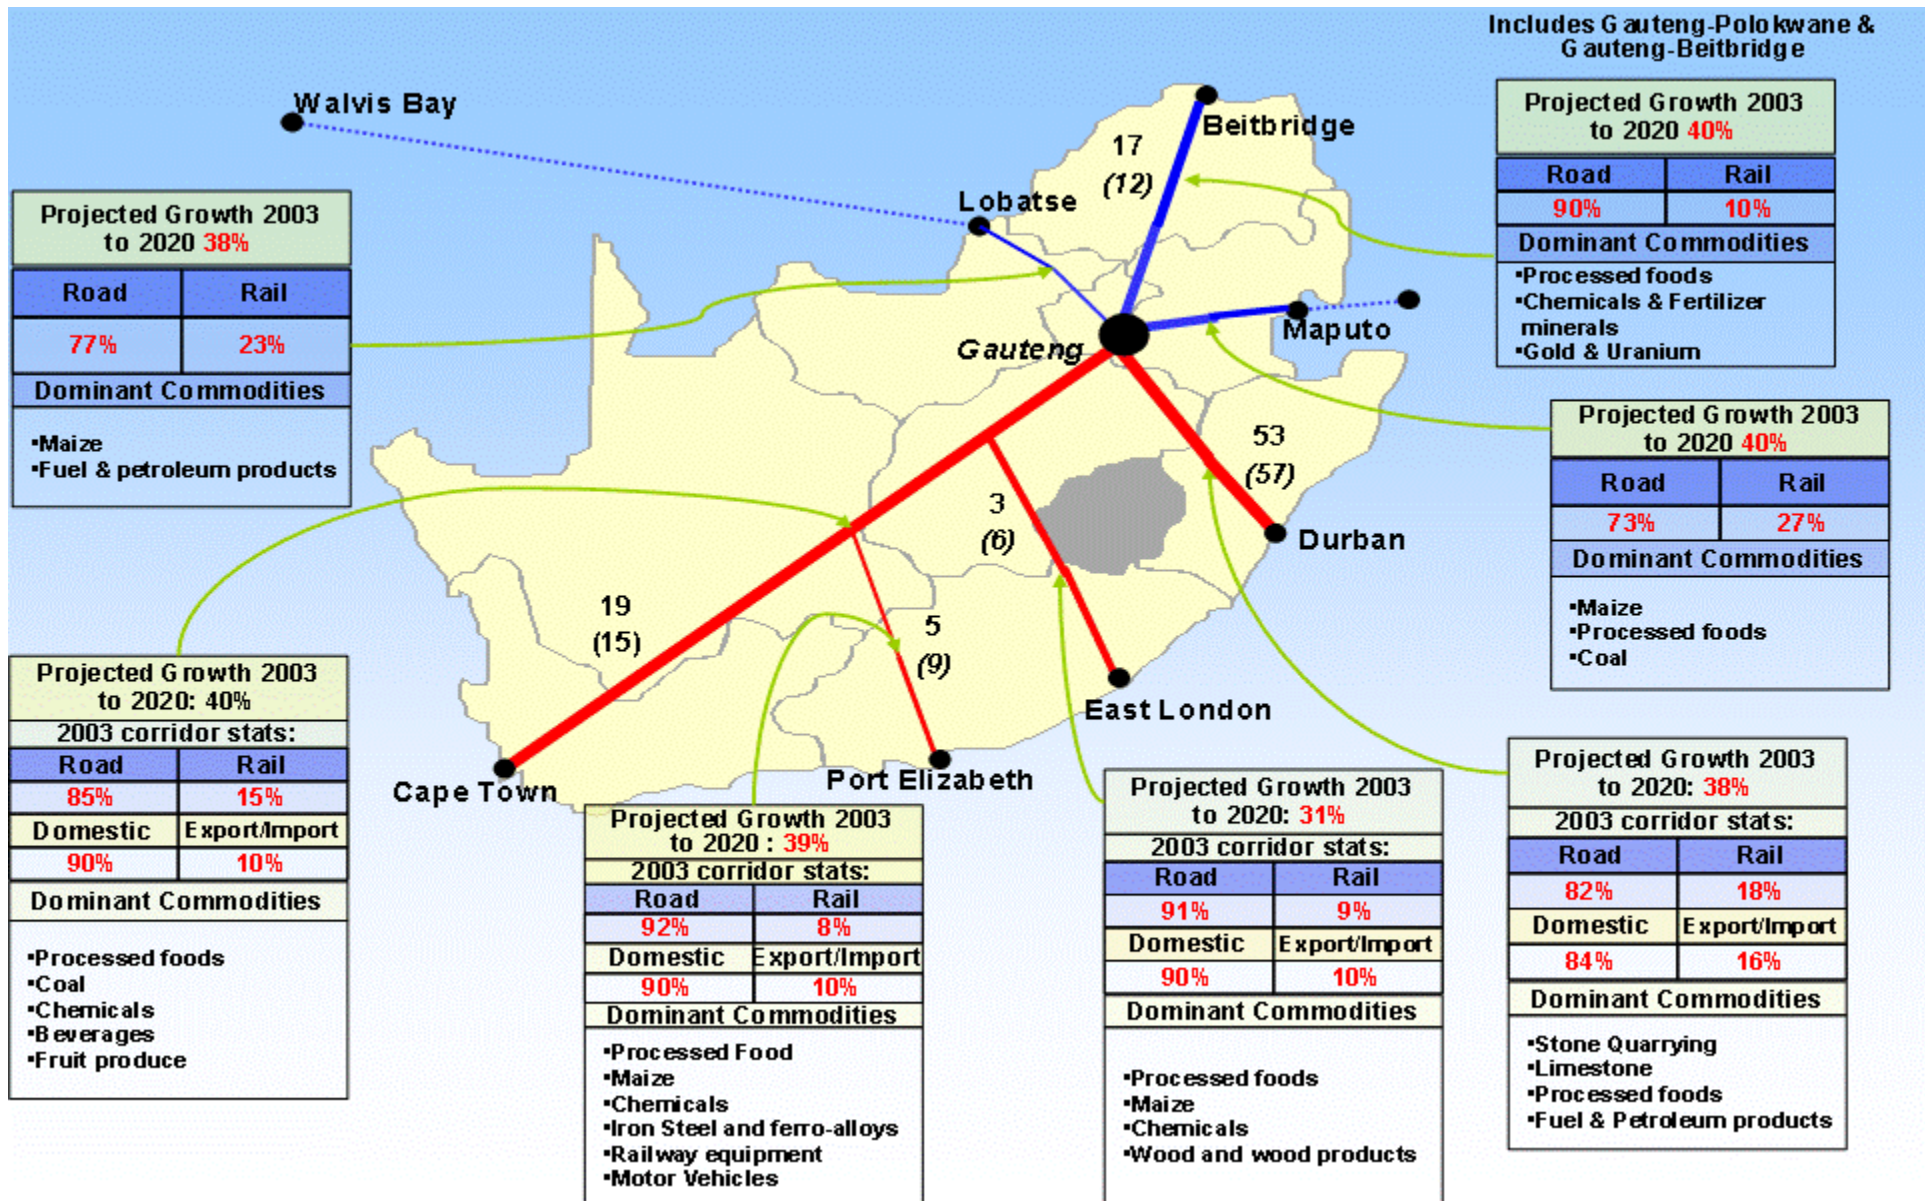 Includes Gauteng-Polokwane &
Gauteng-Beitbridge
Walvis Bay
Beitbridge
17
(12)
Lobatse
Gauteng
Maputo
53
(57)
Durban
3
(6)
19
(15)
5
(9)
East London
Port Elizabeth
Cape Town
Projected Growth 2003
to 2020 38%
Road Rail
77% 23%
Dominant Commodities
▪Maize
▪Fuel & petroleum products
Projected Growth 2003
to 2020 40%
Road Rail
90% 10%
Dominant Commodities
▪Processed foods
▪Chemicals & Fertilizer
minerals
▪Gold & Uranium
Projected Growth 2003
to 2020 40%
Road Rail
73% 27%
Dominant Commodities
▪Maize
▪Processed foods
▪Coal
Projected Growth 2003
to 2020: 40%
2003 corridor stats:
Road Rail
85% 15%
Domestic Export/Import
90% 10%
Dominant Commodities
▪Processed foods
▪Coal
▪Chemicals
▪Beverages
▪Fruit produce
Projected Growth 2003
to 2020 : 39%
2003 corridor stats:
Road Rail
92% 8%
Domestic Export/Import
90% 10%
Dominant Commodities
▪Processed Food
▪Maize
▪Chemicals
▪Iron Steel and ferro-alloys
▪Railway equipment
▪Motor Vehicles
Projected Growth 2003
to 2020: 31%
2003 corridor stats:
Road Rail
91% 9%
Domestic Export/Import
90% 10%
Dominant Commodities
▪Processed foods
▪Maize
▪Chemicals
▪Wood and wood products
Projected Growth 2003
to 2020: 38%
2003 corridor stats:
Road Rail
82% 18%
Domestic Export/Import
84% 16%
Dominant Commodities
▪Stone Quarrying
▪Limestone
▪Processed foods
▪Fuel & Petroleum products